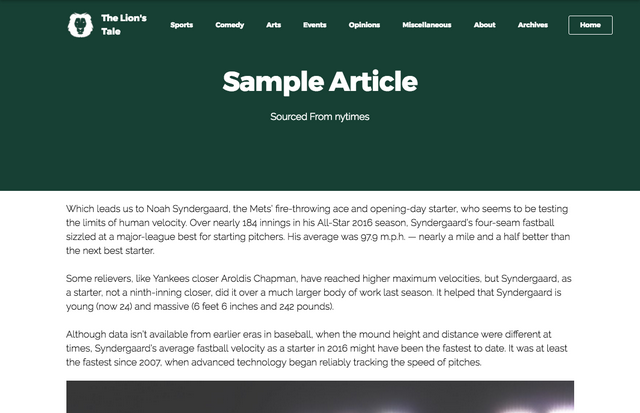 The Lion's
Tale
Sports Comedy Arts Events Opinions Miscellaneous About Archives Home
Sample Article
Sourced From nytimes
Which leads us to Noah Syndergaard, the Mets' fire-throwing ace and opening-day starter, who seems to be testing
the limits of human velocity. Over nearly 184 innings in his All-Star 2016 season, Syndergaard's four-seam fastball
sizzled at a major-league best for starting pitchers. His average was 97.9 m.p.h. — nearly a mile and a half better than
the next best starter.
Some relievers, like Yankees closer Aroldis Chapman, have reached higher maximum velocities, but Syndergaard, as
a starter, not a ninth-inning closer, did it over a much larger body of work last season. It helped that Syndergaard is
young (now 24) and massive (6 feet 6 inches and 242 pounds).
Although data isn't available from earlier eras in baseball, when the mound height and distance were different at
times, Syndergaard's average fastball velocity as a starter in 2016 might have been the fastest to date. It was at least
the fastest since 2007, when advanced technology began reliably tracking the speed of pitches.